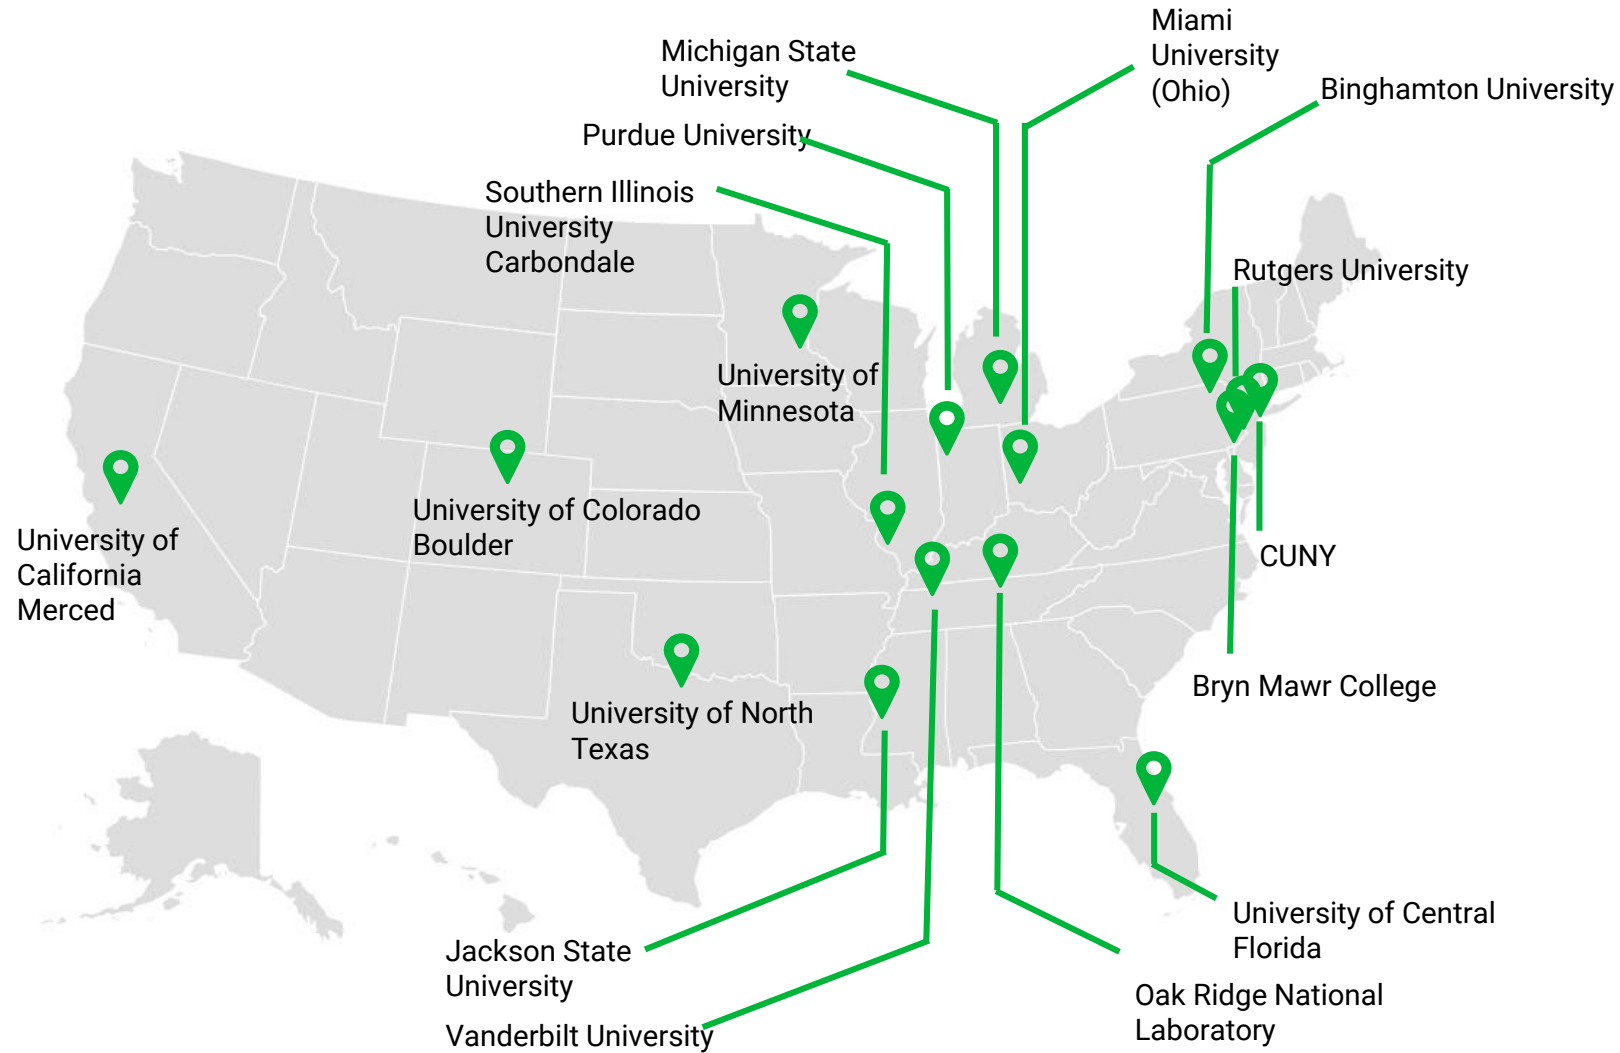 Miami
University
(Ohio)
Michigan State
University
Binghamton University
Purdue University
Southern Illinois
University
Carbondale
Rutgers University
University of
Minnesota
University of Colorado
Boulder
University of
California
Merced
CUNY
Bryn Mawr College
University of North
Texas
University of Central
Florida
Jackson State
University
Oak Ridge National
Laboratory
Vanderbilt University